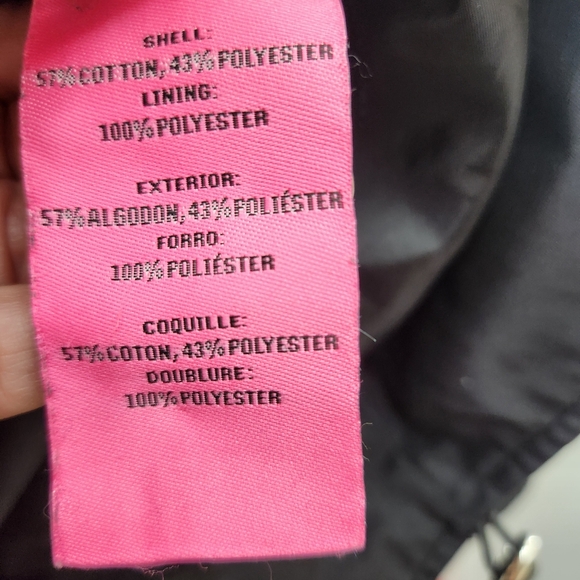 SHELL:
57% COTTON, 43% POLYESTER
LINING:
100% POLYESTER
EXTERIOR:
57% ALGODON, 43% POLIÉSTER
FORRO:
100% POLIÉSTER
COQUILLE:
57% COTON, 43% POLYESTER
DOUBLURE:
100% POLYESTER